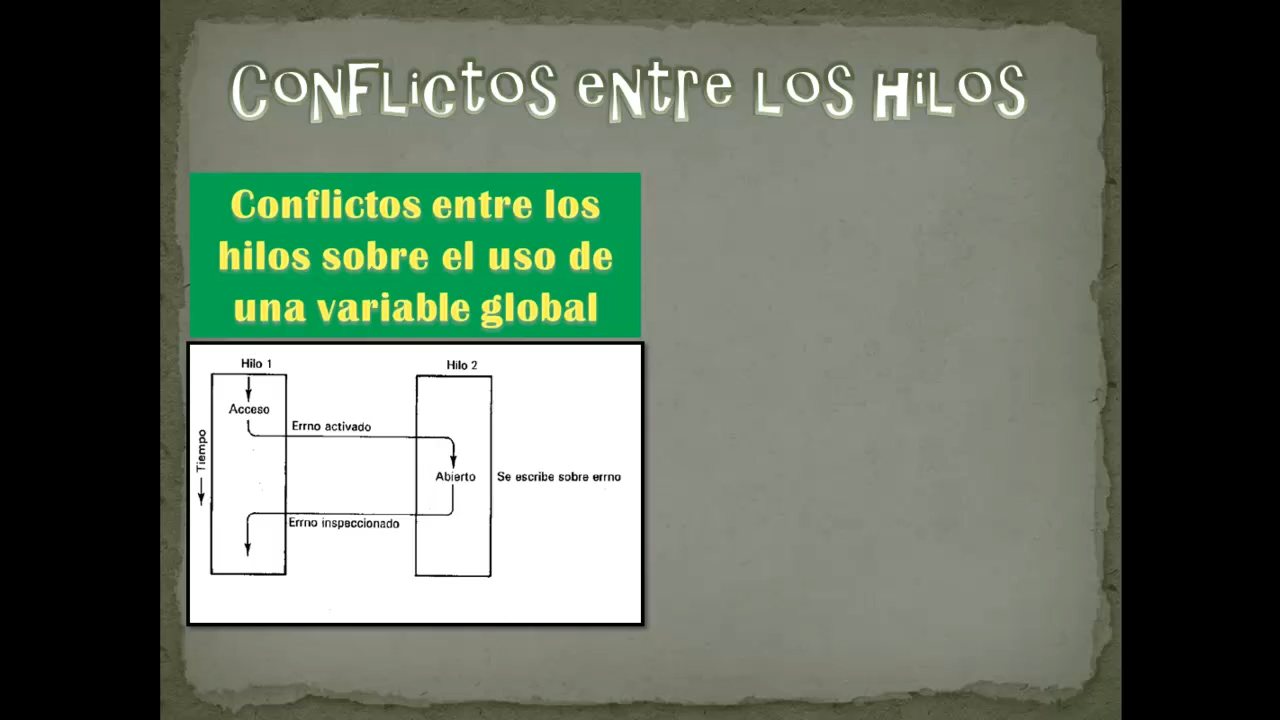 Conflictos entre los Hilos
Conflictos entre los
hilos sobre el uso de
una variable global
Hilo 1
Hilo 2
Acceso
Errno activado
Tiempo
Abierto
Se escribe sobre errno
Errno inspeccionado